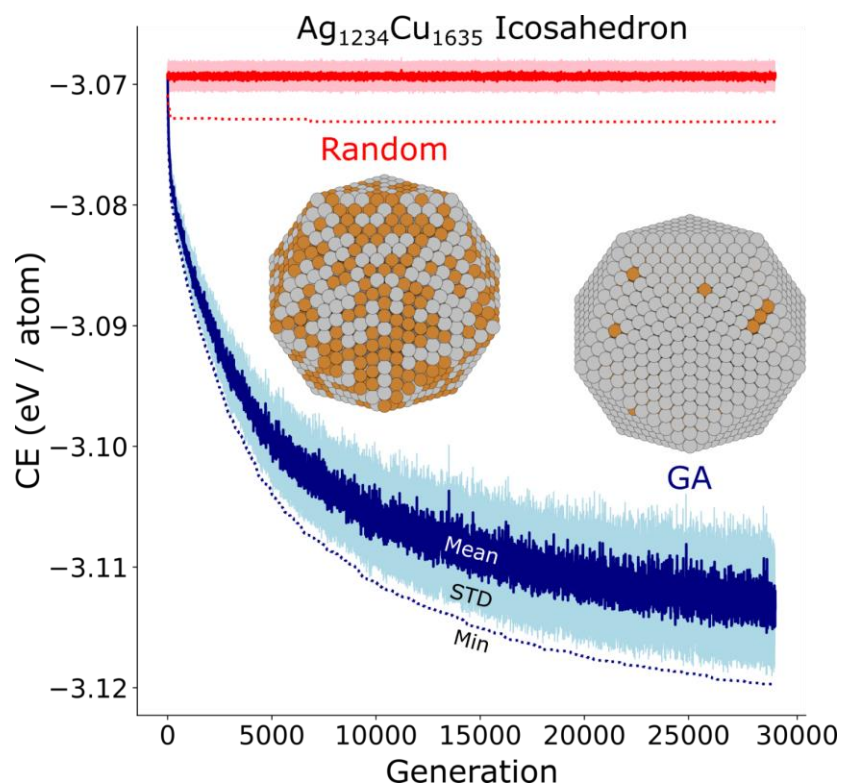 Ag₁₂₃₄Cu₁₆₃₅ Icosahedron
CE (eV / atom)
−3.07
−3.08
−3.09
−3.10
−3.11
−3.12
Random
GA
Mean
STD
Min
0 5000 10000 15000 20000 25000 30000
Generation